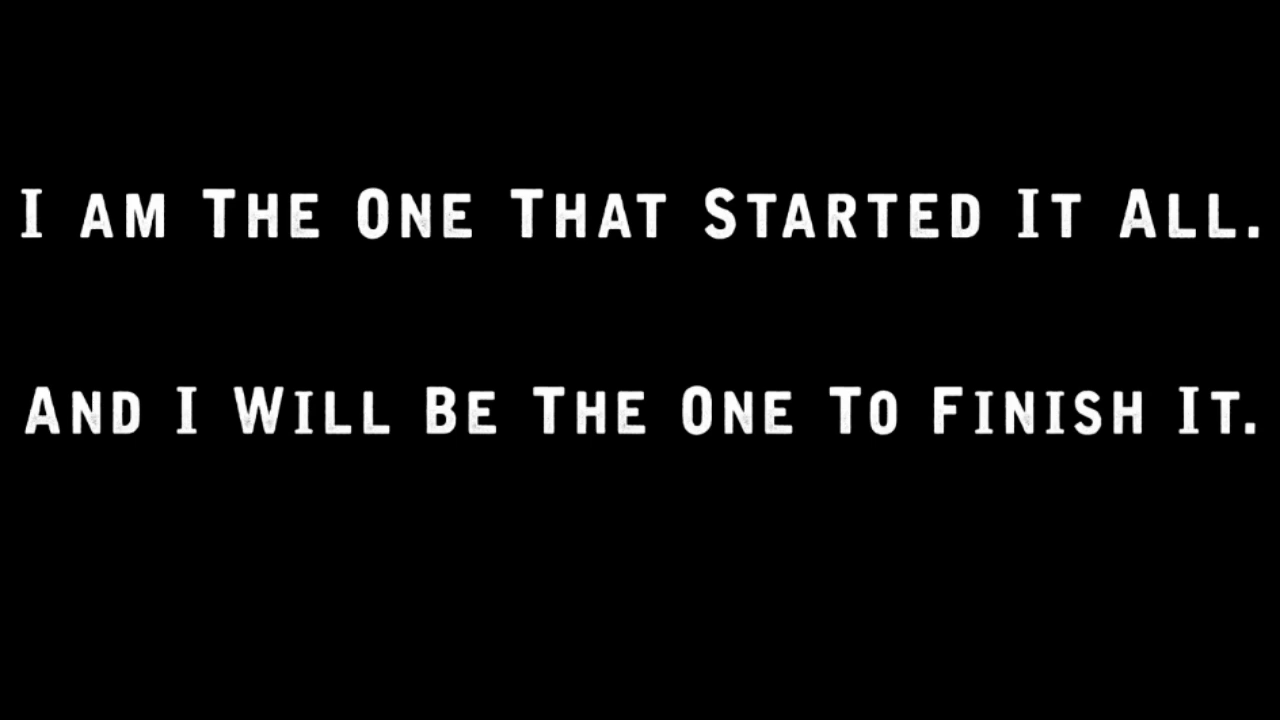 I AM THE ONE THAT STARTED IT ALL.
AND I WILL BE THE ONE TO FINISH IT.